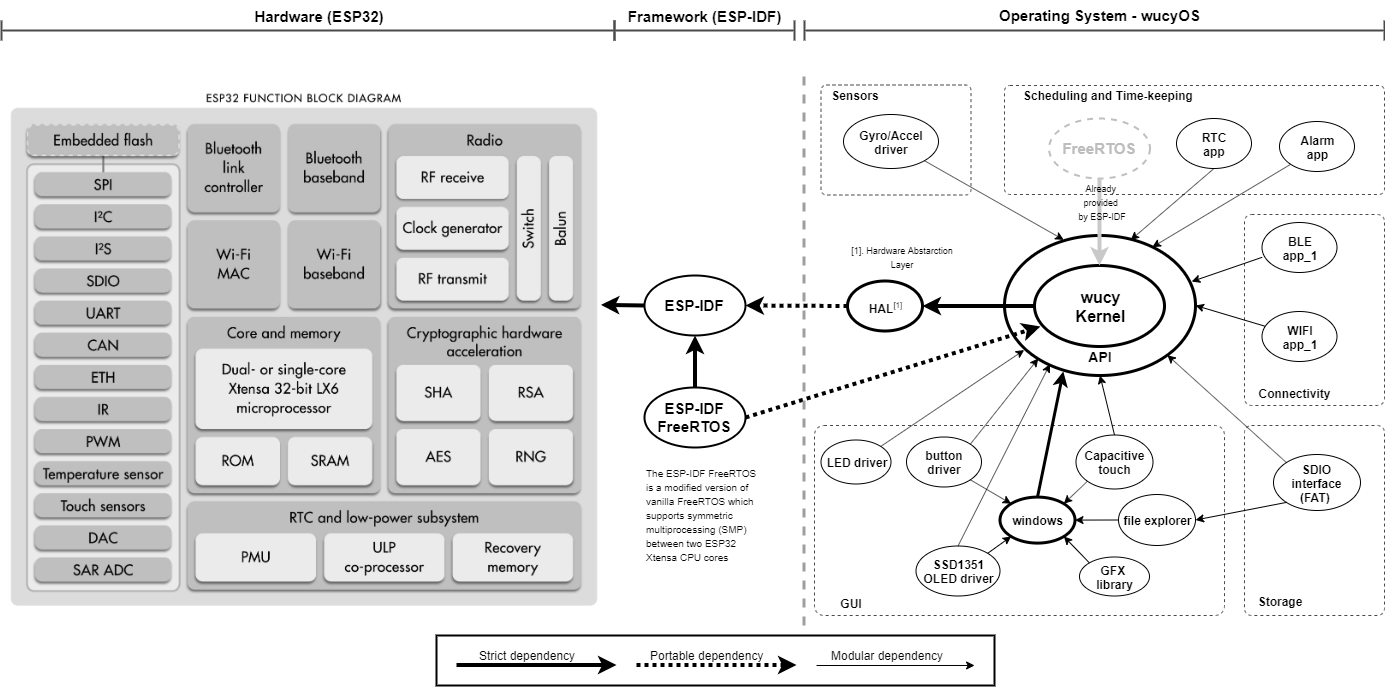 Hardware (ESP32)
Framework (ESP-IDF)
Operating System - wucyOS
ESP32 FUNCTION BLOCK DIAGRAM
Embedded flash
SPI
I²C
I²S
SDIO
UART
CAN
ETH
IR
PWM
Temperature sensor
Touch sensors
DAC
SAR ADC
Bluetooth
link
controller
Bluetooth
baseband
Wi-Fi
MAC
Wi-Fi
baseband
Radio
RF receive
Clock generator
RF transmit
Switch
Balun
Core and memory
Dual- or single-core
Xtensa 32-bit LX6
microprocessor
ROM
SRAM
Cryptographic hardware
acceleration
SHA
RSA
AES
RNG
RTC and low-power subsystem
PMU
ULP
co-processor
Recovery
memory
ESP-IDF
ESP-IDF
FreeRTOS
The ESP-IDF FreeRTOS
is a modified version of
vanilla FreeRTOS which
supports symmetric
multiprocessing (SMP)
between two ESP32
Xtensa CPU cores
Sensors
Gyro/Accel
driver
Scheduling and Time-keeping
FreeRTOS
RTC
app
Alarm
app
Already
provided
by ESP-IDF
[1]. Hardware Abstarction
Layer
HAL[1]
wucy
Kernel
API
BLE
app_1
WIFI
app_1
Connectivity
LED driver
button
driver
Capacitive
touch
windows
file explorer
SSD1351
OLED driver
GFX
library
GUI
SDIO
interface
(FAT)
Storage
Strict dependency
Portable dependency
Modular dependency